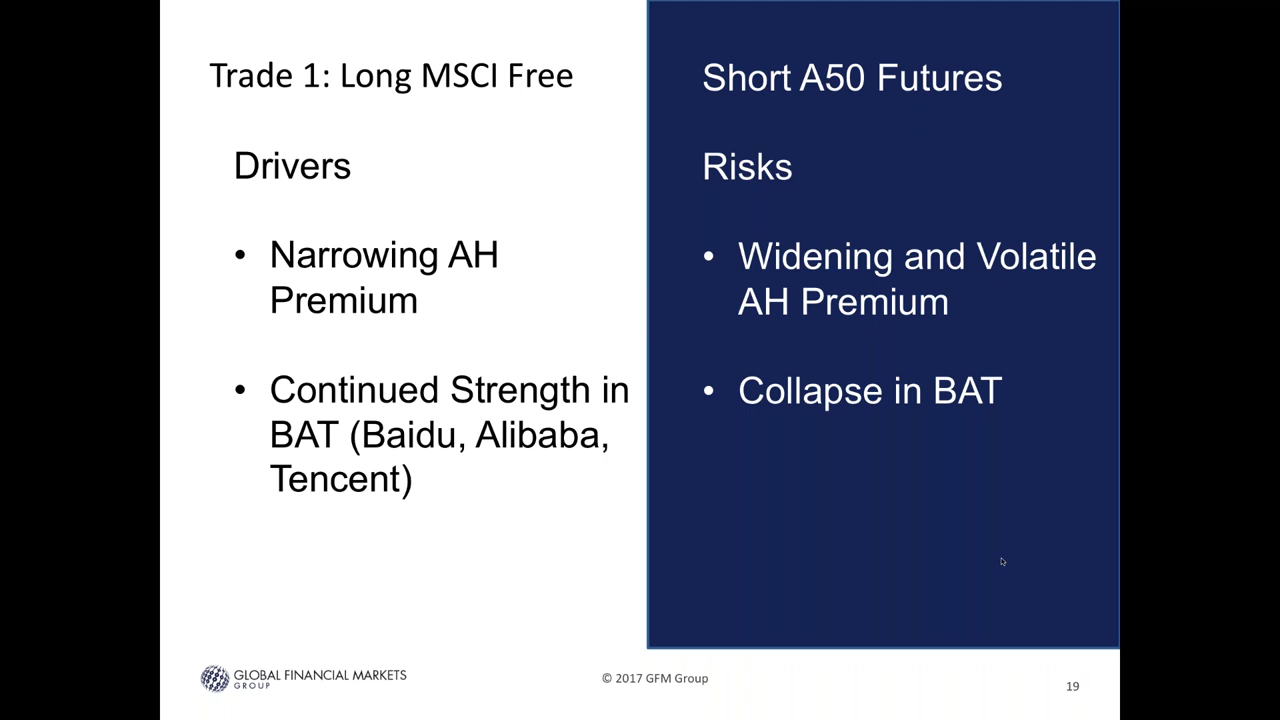 Trade 1: Long MSCI Free
Drivers
• Narrowing AH
Premium
• Continued Strength in
BAT (Baidu, Alibaba,
Tencent)
Short A50 Futures
Risks
• Widening and Volatile
AH Premium
• Collapse in BAT
GLOBAL FINANCIAL MARKETS
GROUP
© 2017 GFM Group
19